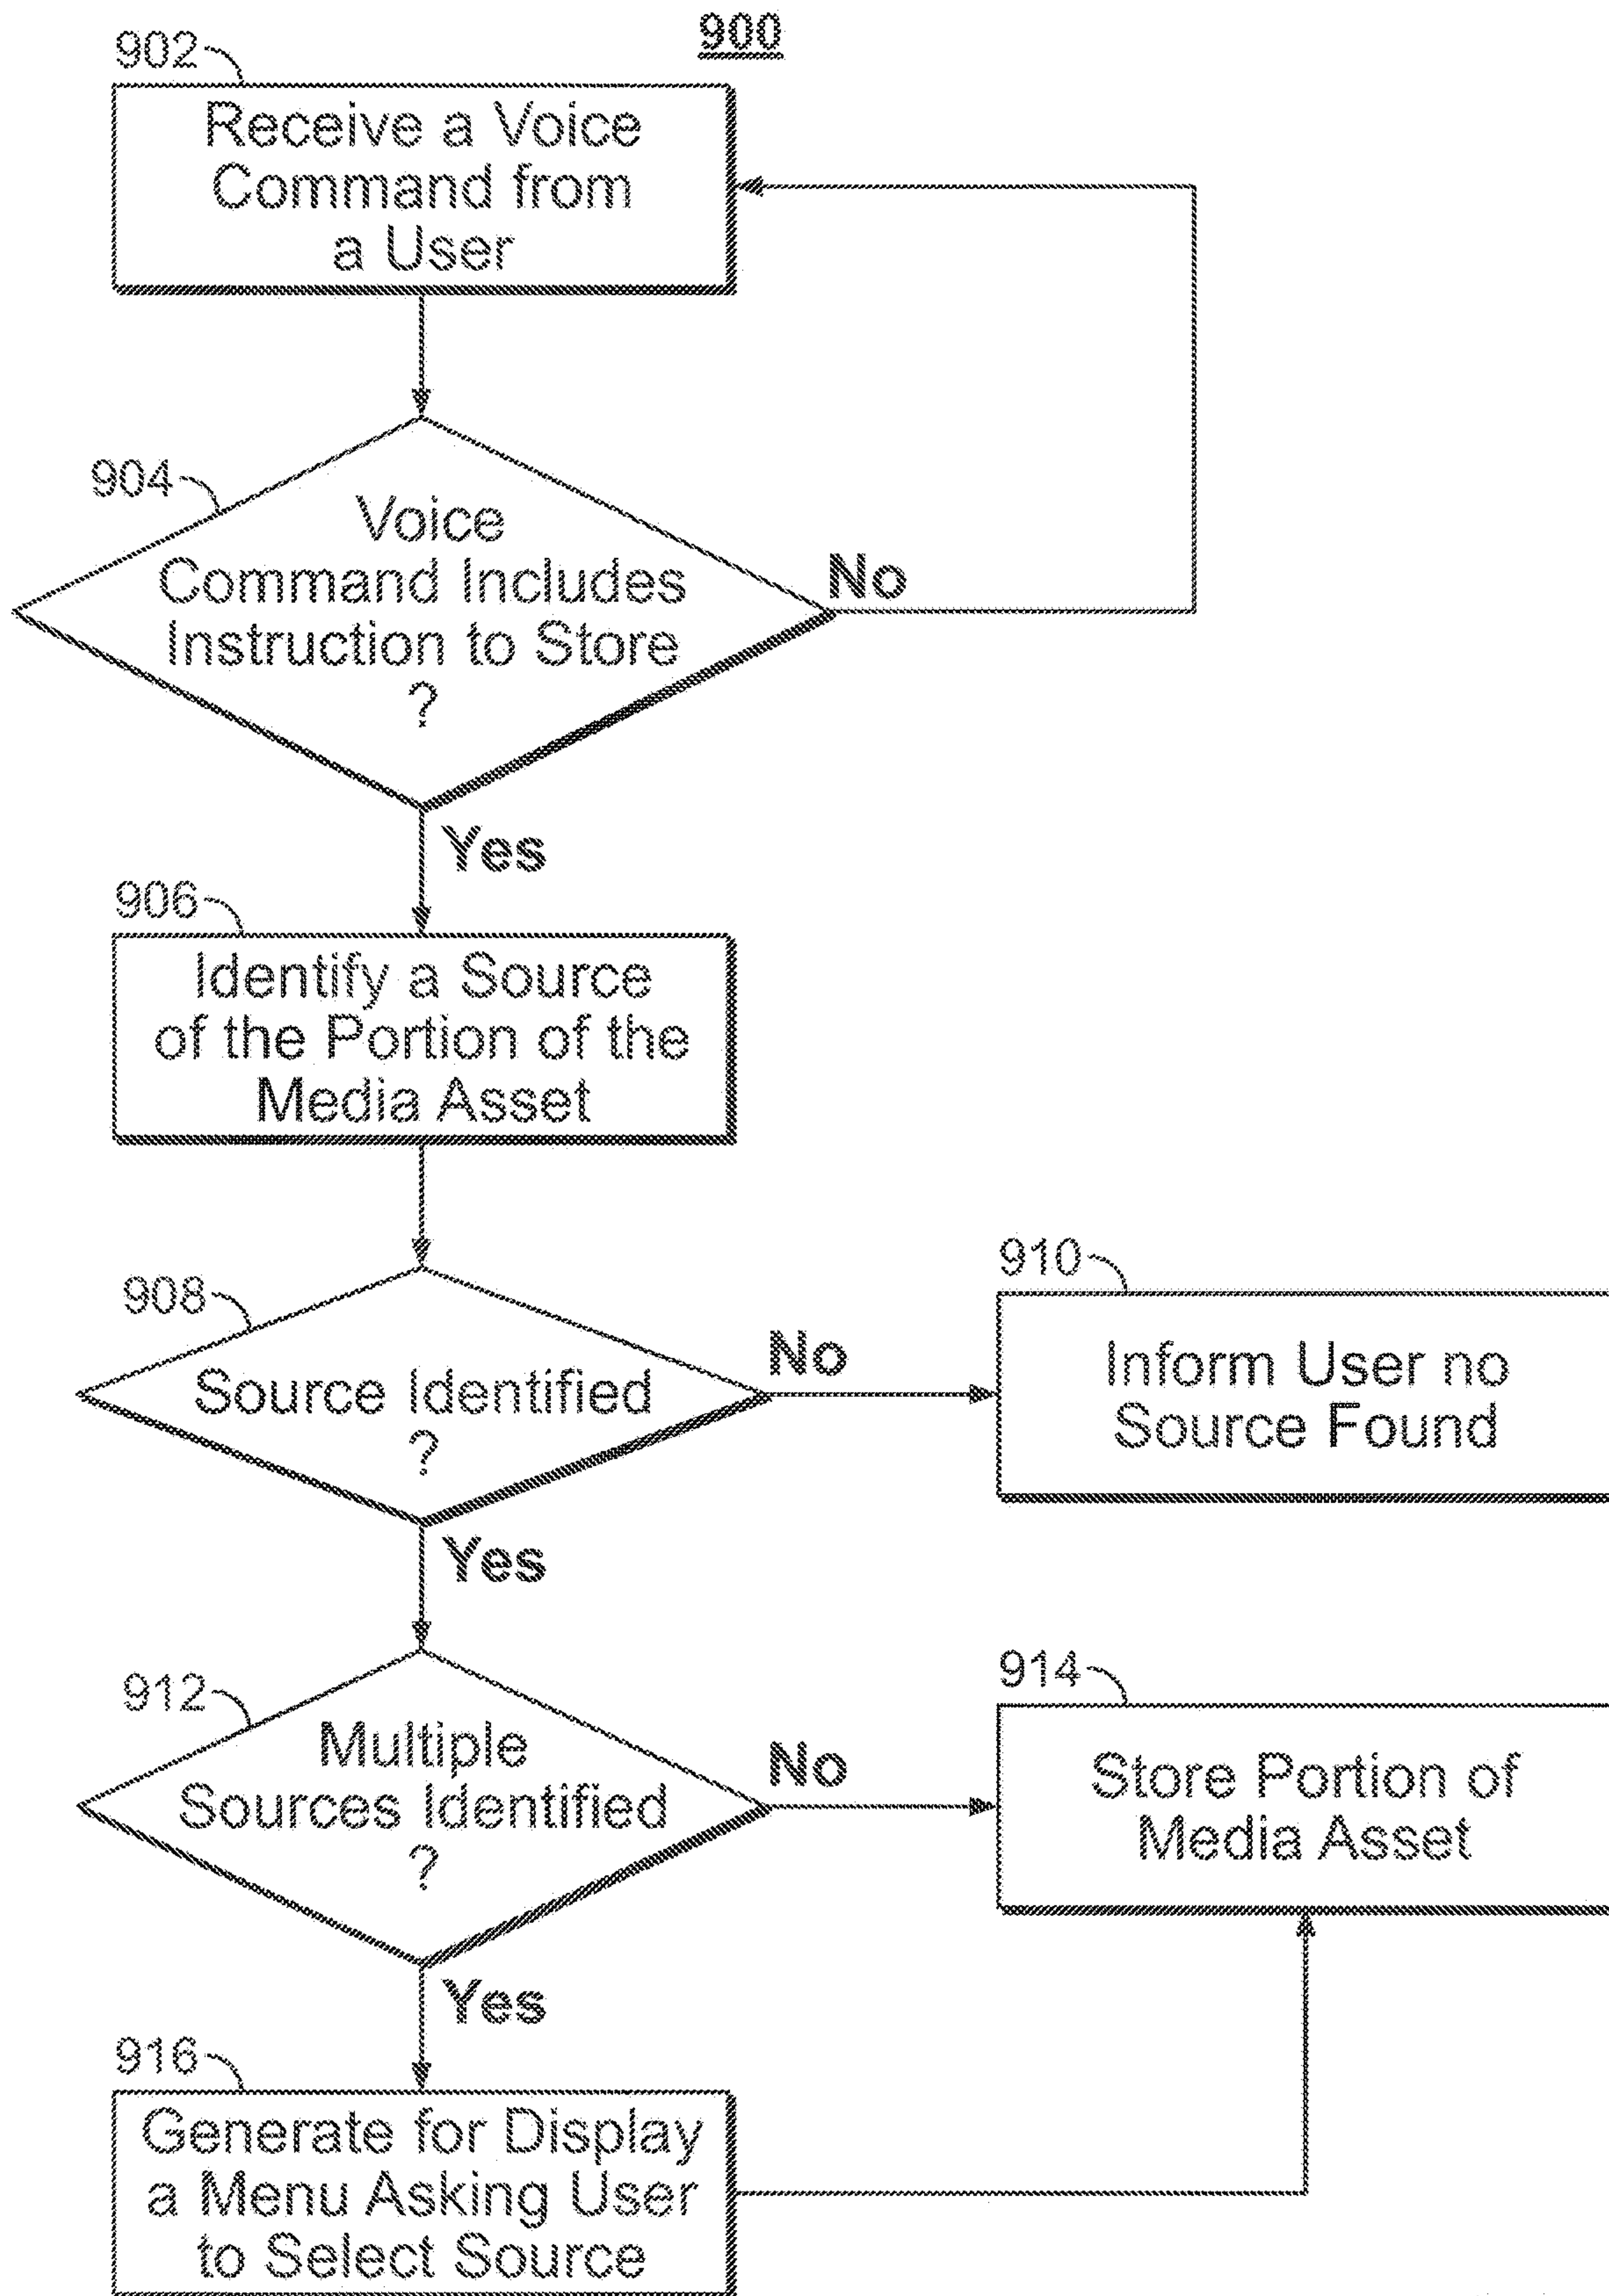 900
902
Receive a Voice
Command from
a User
904
Voice
Command Includes
Instruction to Store
?
No
Yes
906
Identify a Source
of the Portion of the
Media Asset
908
Source Identified
?
No
910
Inform User no
Source Found
Yes
912
Multiple
Sources Identified
?
No
914
Store Portion of
Media Asset
Yes
916
Generate for Display
a Menu Asking User
to Select Source